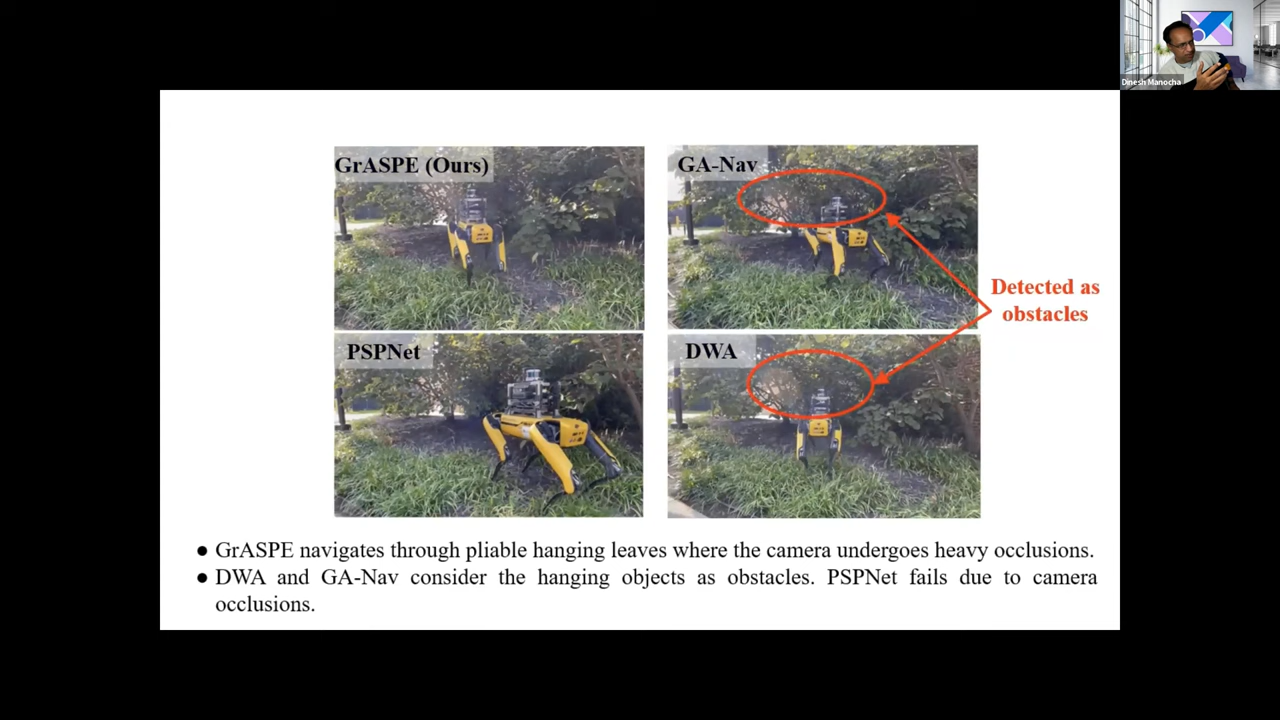 Dinesh Manocha
GrASPE (Ours)
GA-Nav
Detected as
obstacles
PSPNet
DWA
● GrASPE navigates through pliable hanging leaves where the camera undergoes heavy occlusions.
● DWA and GA-Nav consider the hanging objects as obstacles. PSPNet fails due to camera
occlusions.